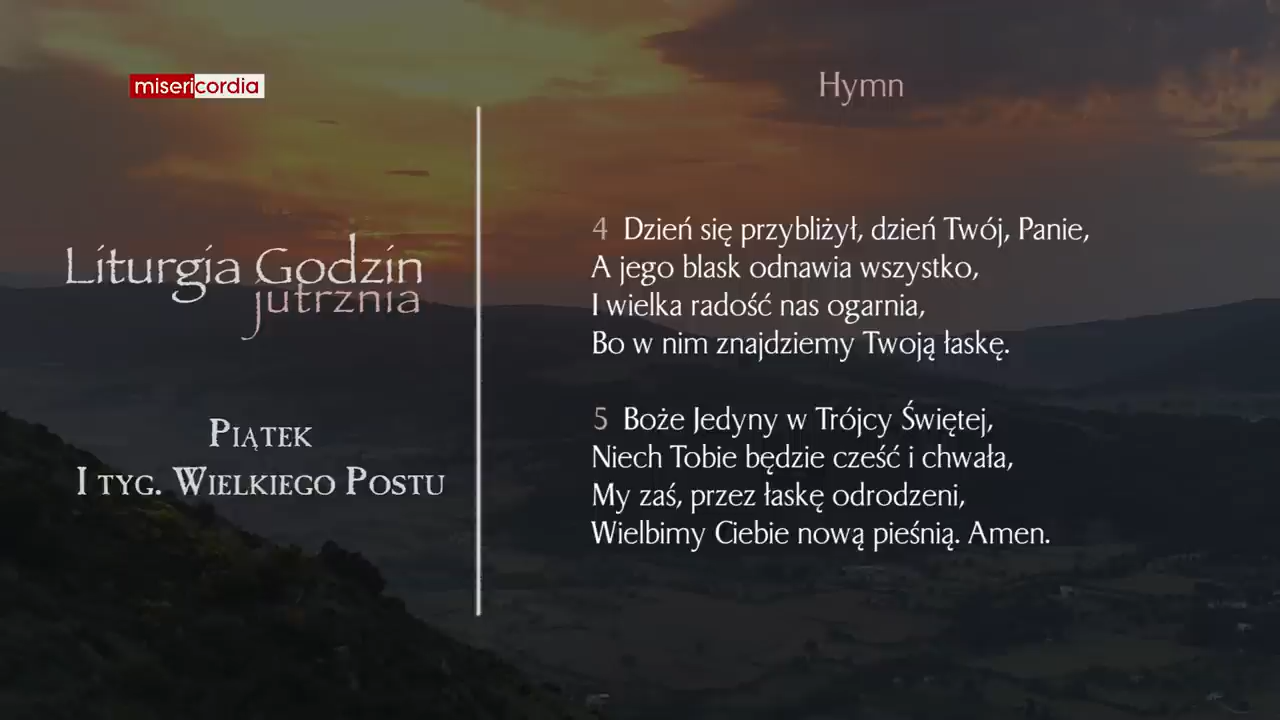 misericordia
Liturgia Godzin
jutrznia
Piątek
I tyg. Wielkiego Postu
Hymn
4 Dzień się przybliżył, dzień Twój, Panie,
A jego blask odnawia wszystko,
I wielka radość nas ogarnia,
Bo w nim znajdziemy Twoją łaskę.
5 Boże Jedyny w Trójcy Świętej,
Niech Tobie będzie cześć i chwała,
My zaś, przez łaskę odrodzeni,
Wielbimy Ciebie nową pieśnią. Amen.